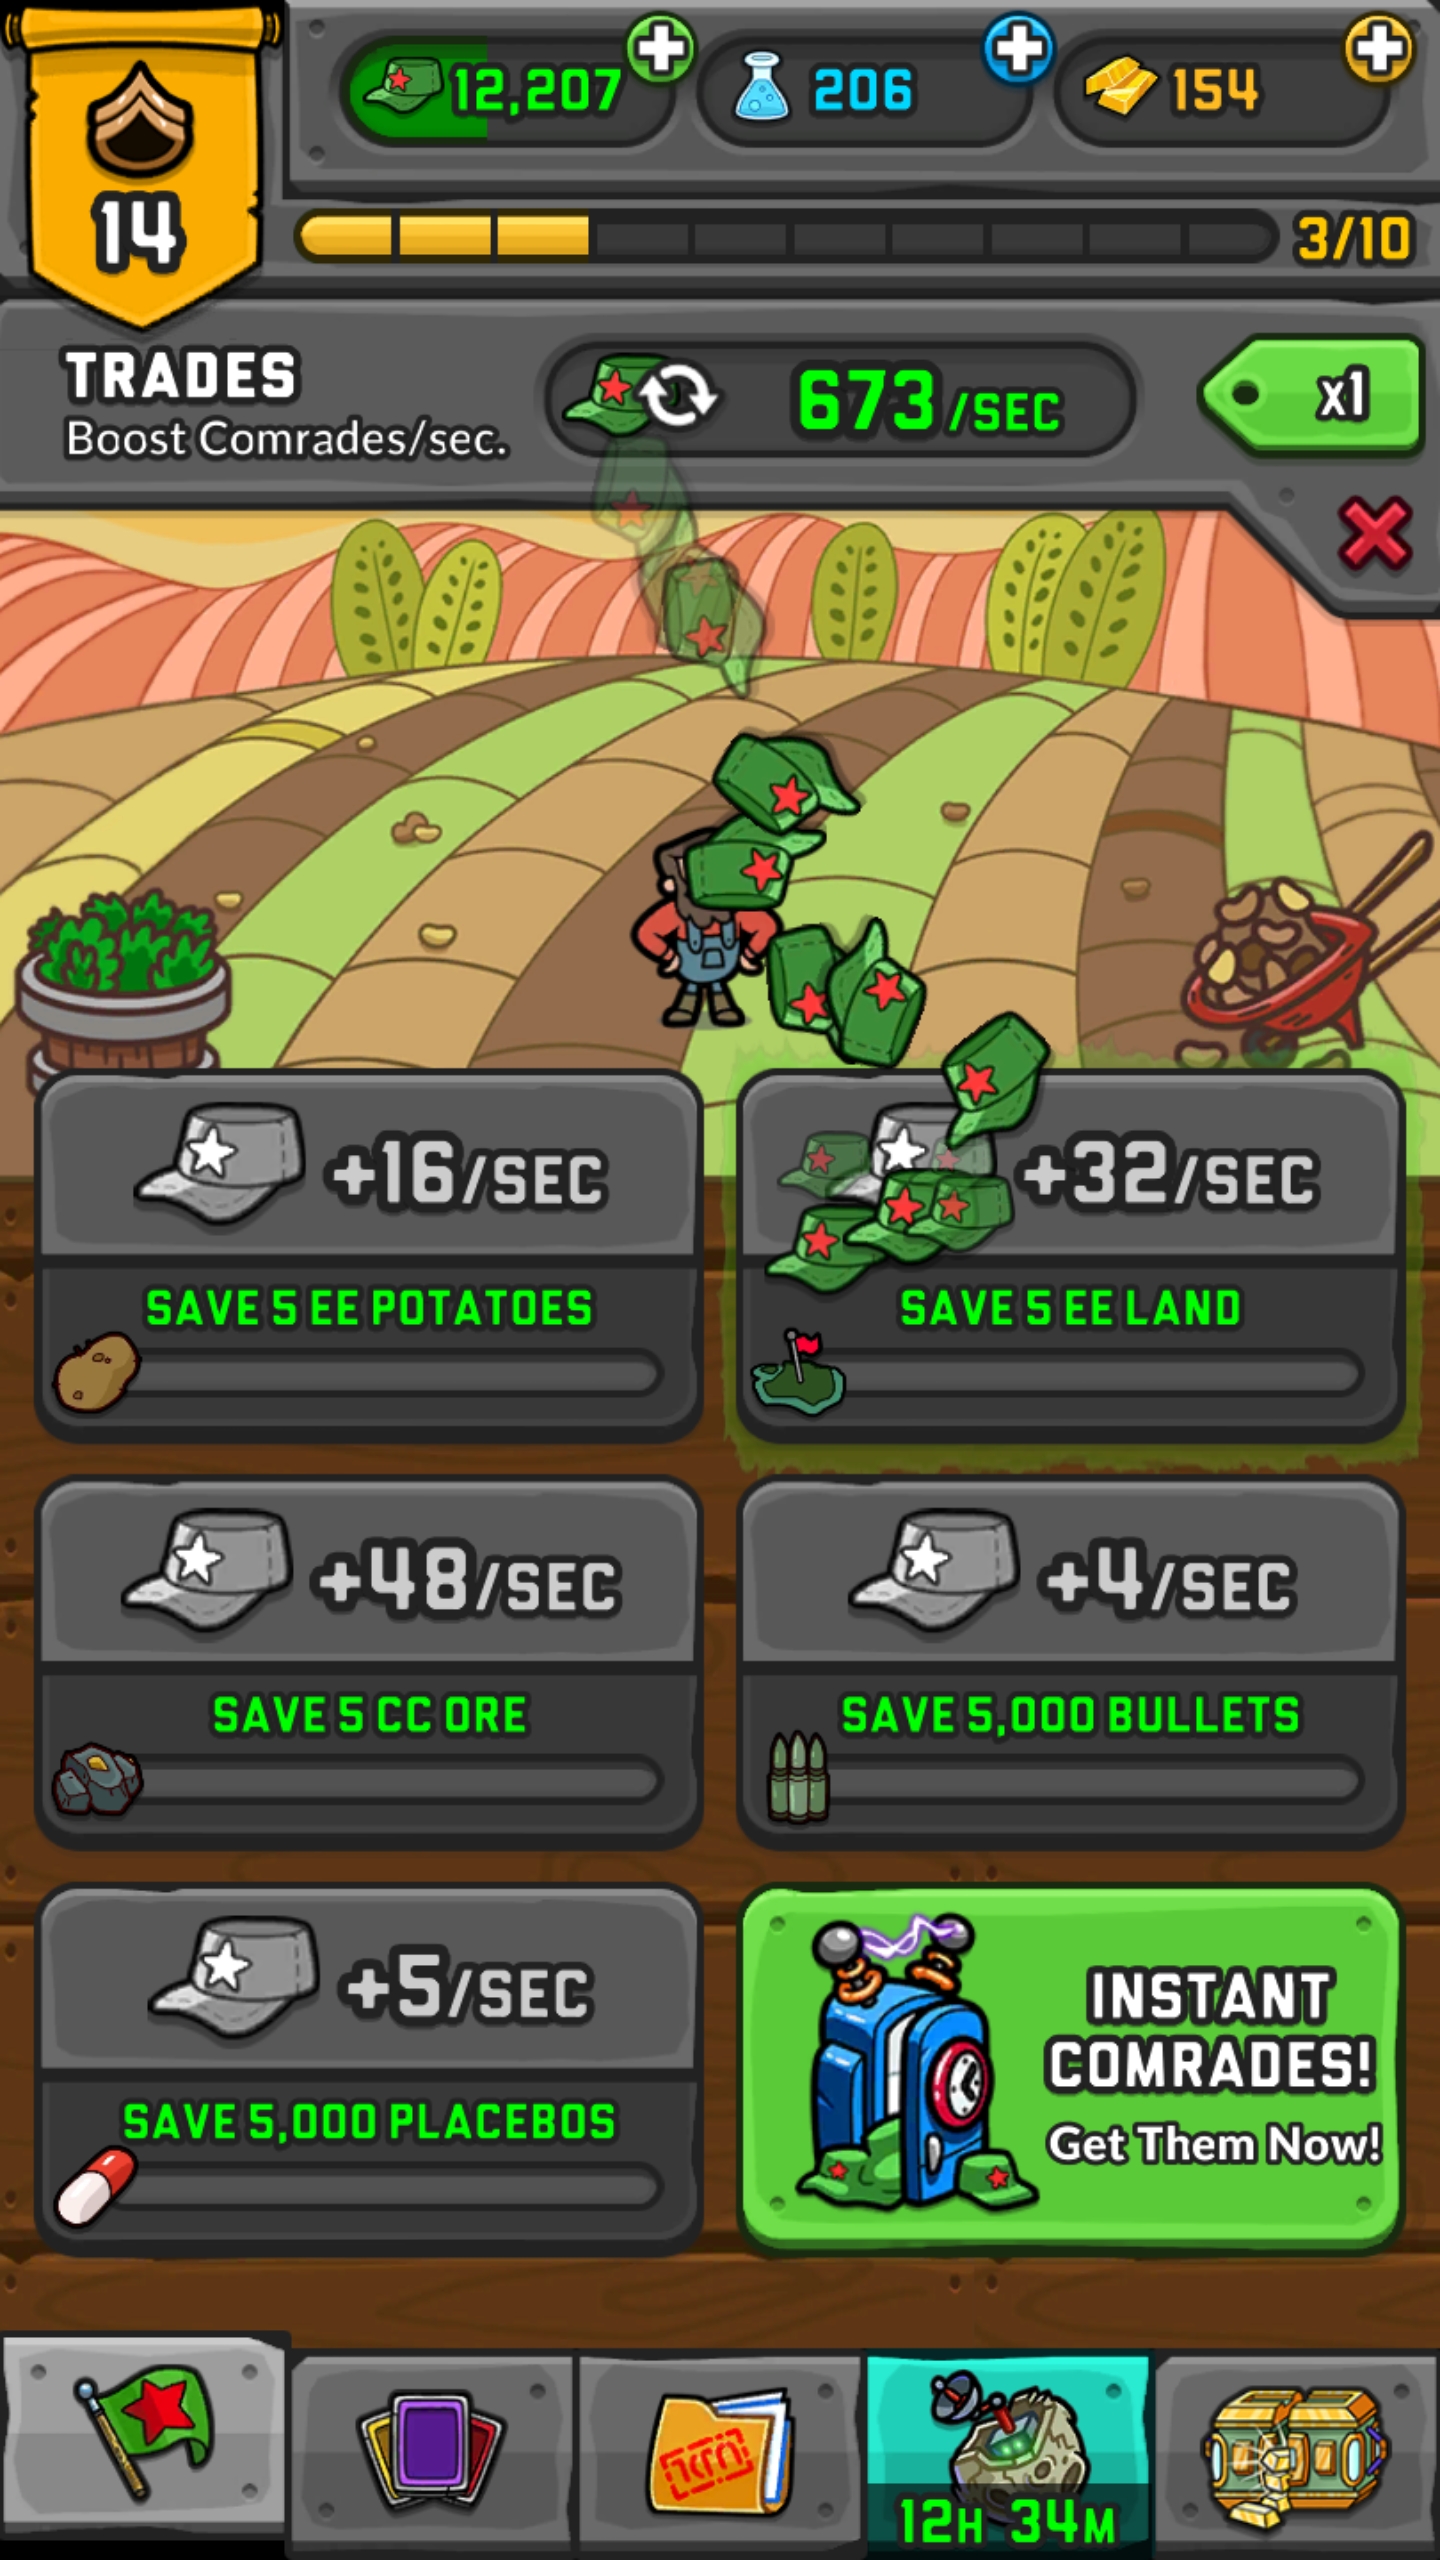 12,207
206
154
14
3/10
TRADES
Boost Comrades/sec.
673 /SEC
x1
+16/SEC
SAVE 5 EE POTATOES
+32/SEC
SAVE 5 EE LAND
+48/SEC
SAVE 5 CC ORE
+4/SEC
SAVE 5,000 BULLETS
+5/SEC
SAVE 5,000 PLACEBOS
INSTANT
COMRADES!
Get Them Now!
12H 34M